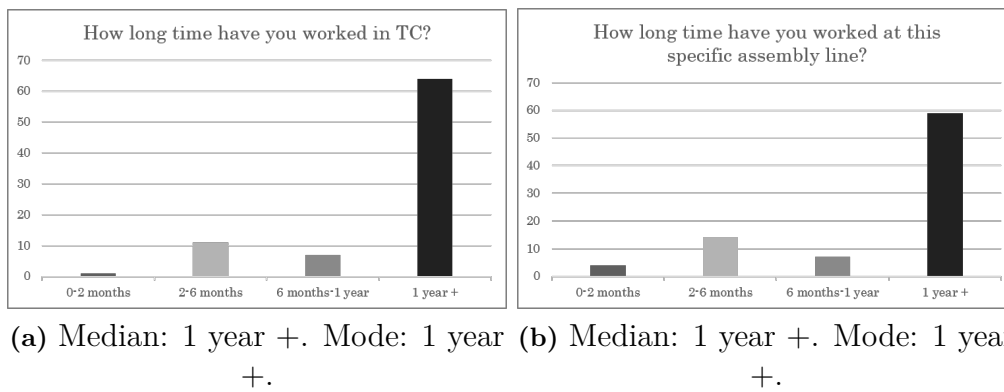 How long time have you worked in TC?
70
60
50
40
30
20
10
0
0-2 months 2-6 months 6 months-1 year 1 year +
(a) Median: 1 year +. Mode: 1 year
+.
How long time have you worked at this
specific assembly line?
70
60
50
40
30
20
10
0
0-2 months 2-6 months 6 months-1 year 1 year +
(b) Median: 1 year +. Mode: 1 yea
+.